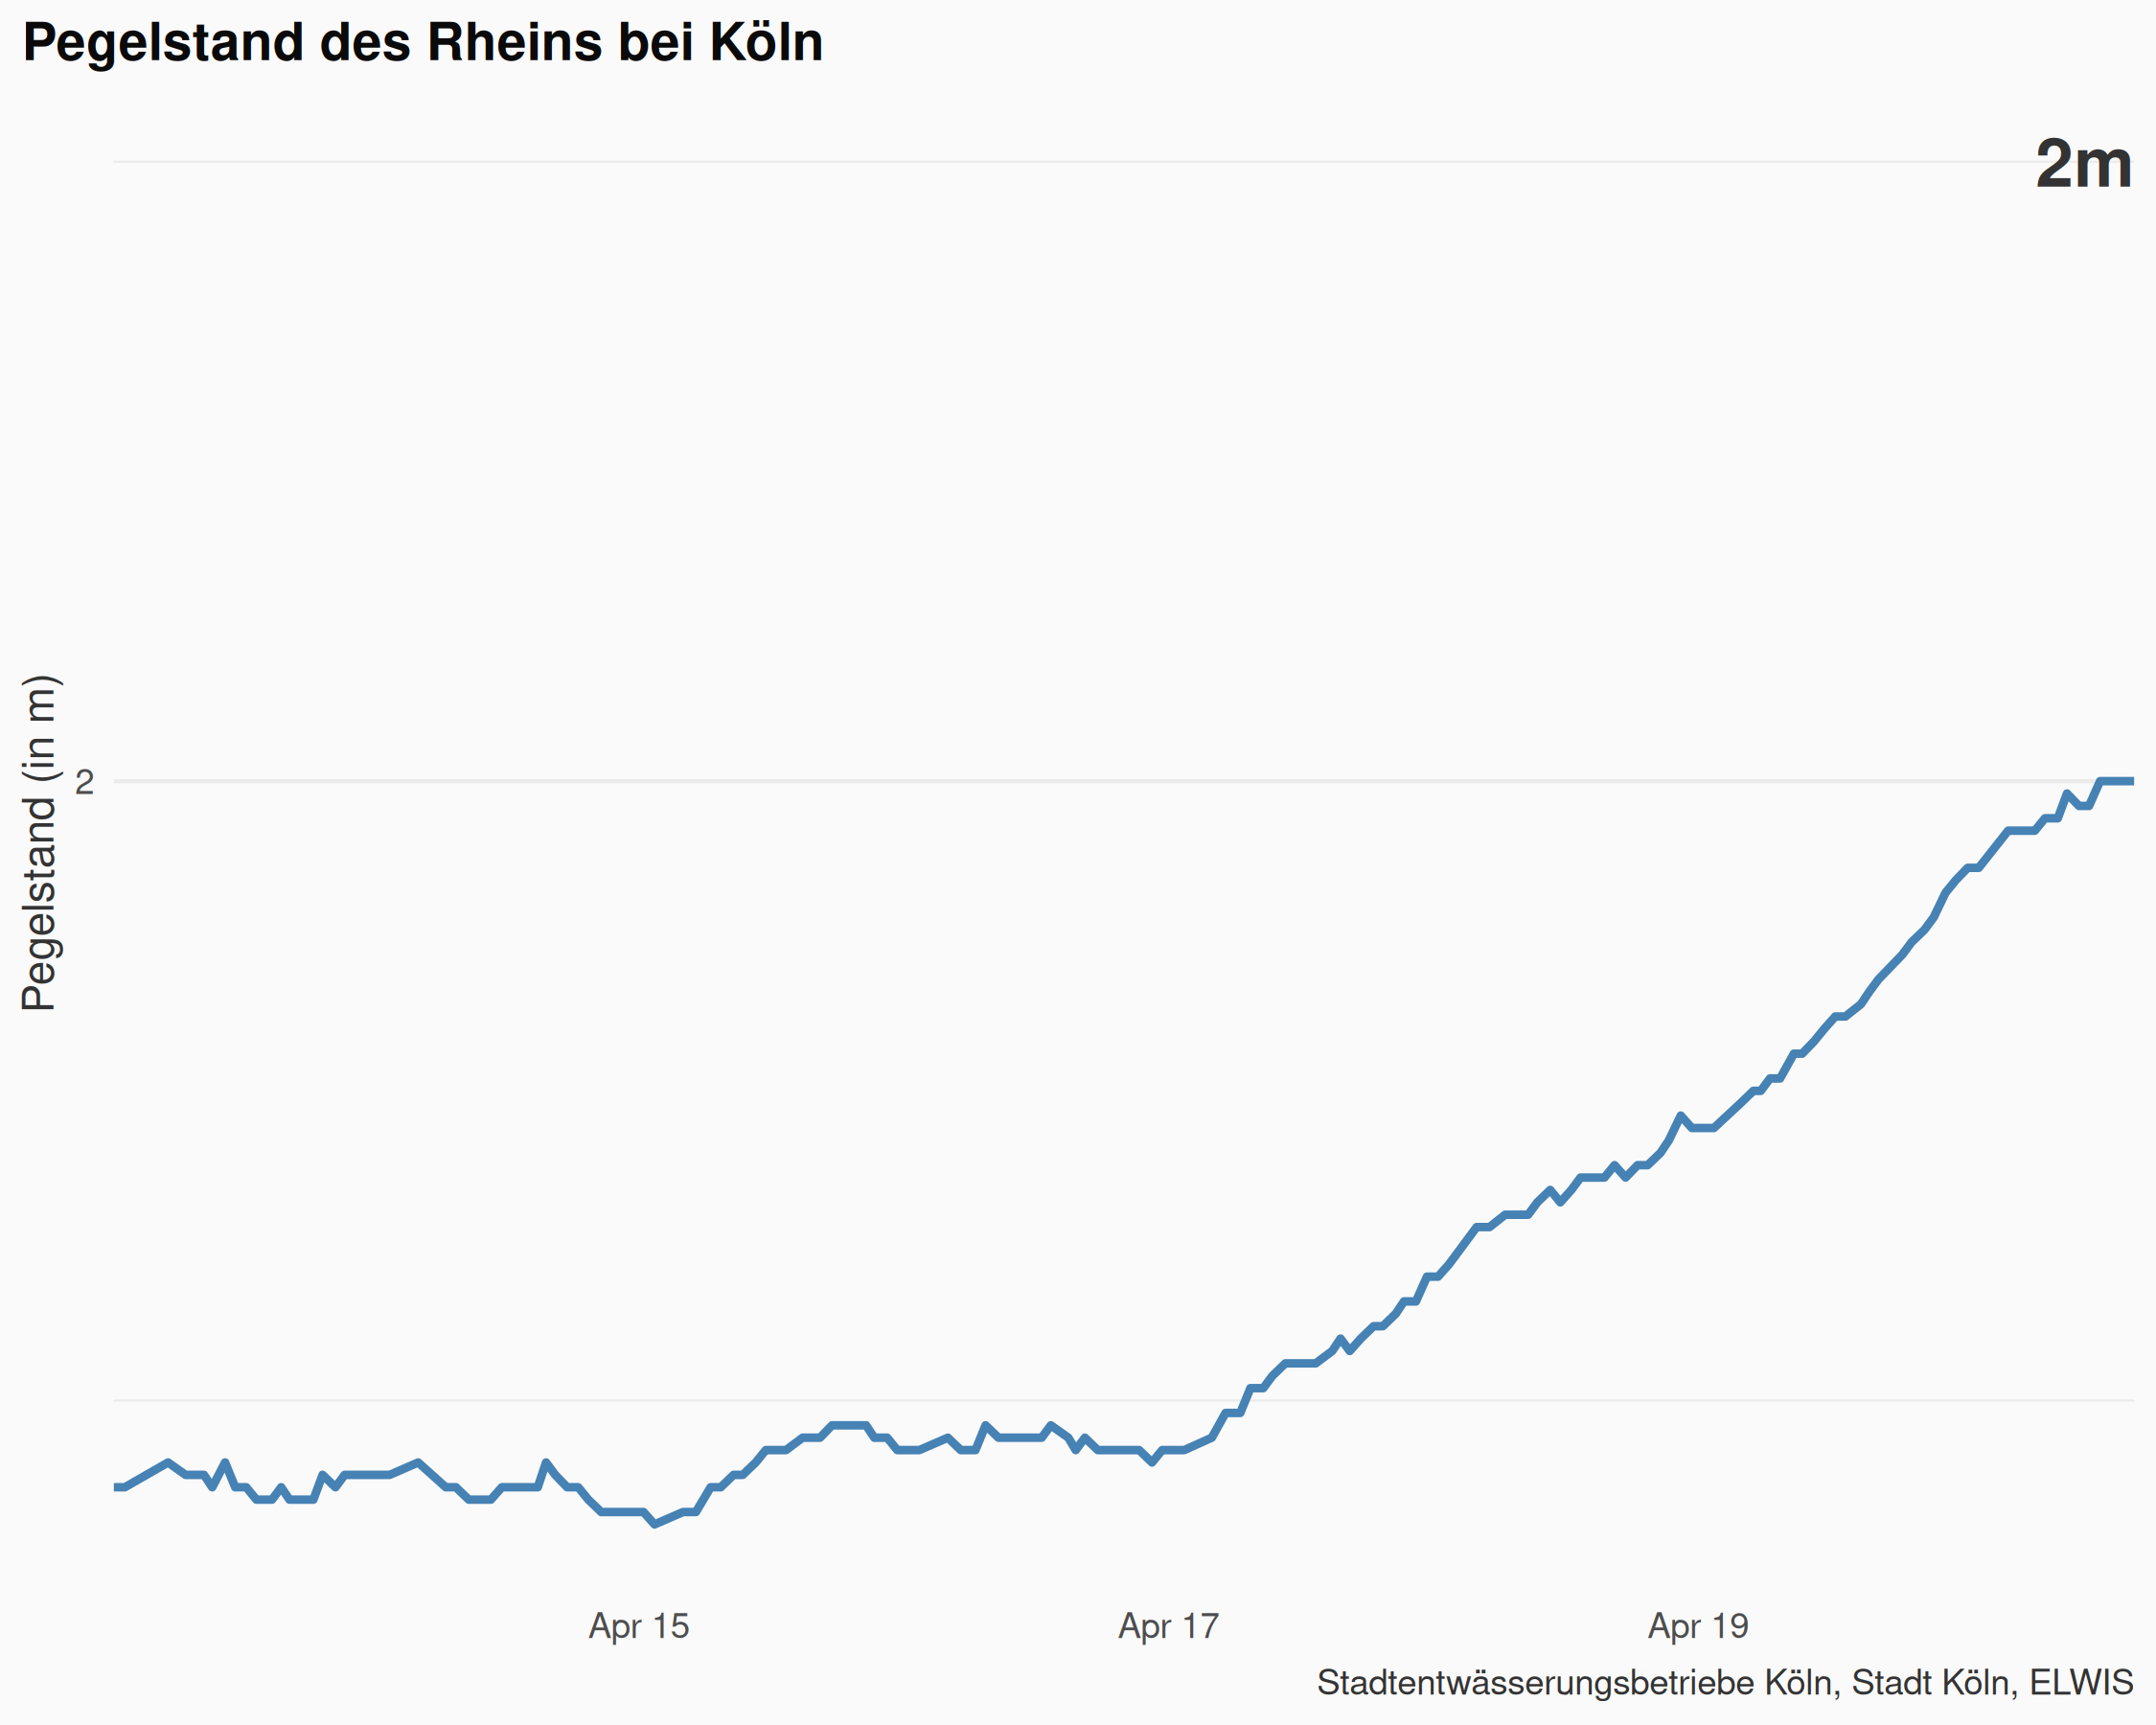 Pegelstand des Rheins bei Köln
2m
Pegelstand (in m)
2
Apr 15
Apr 17
Apr 19
Stadtentwässerungsbetriebe Köln, Stadt Köln, ELWIS